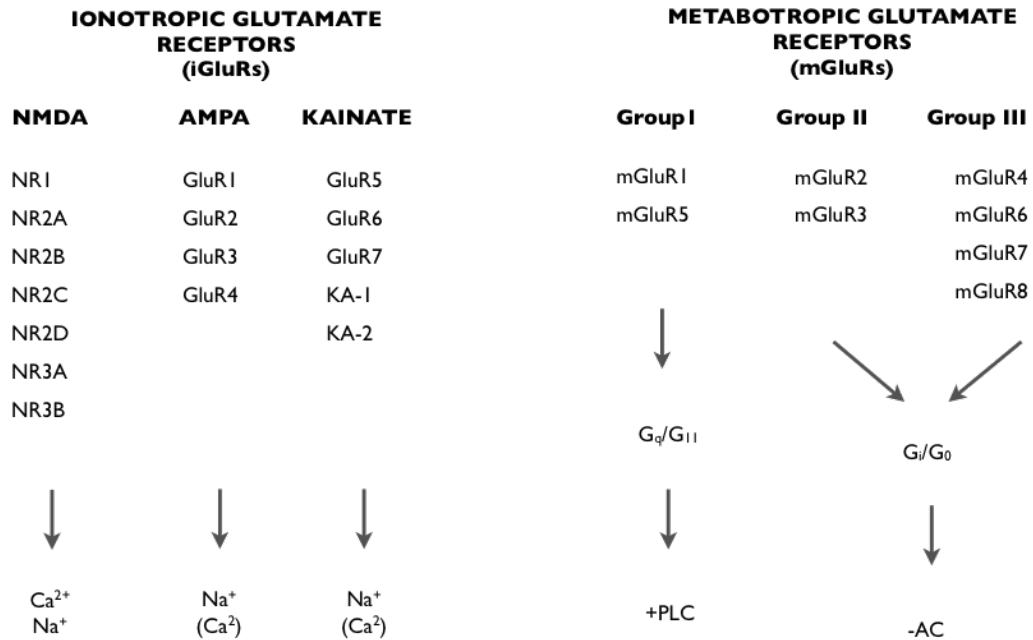 IONOTROPIC GLUTAMATE
RECEPTORS
(iGluRs)
METABOTROPIC GLUTAMATE
RECEPTORS
(mGluRs)
NMDA AMPA KAINATE Group I Group II Group III
NR1 GluR1 GluR5 mGluR1 mGluR2 mGluR4
NR2A GluR2 GluR6 mGluR5 mGluR3 mGluR6
NR2B GluR3 GluR7 mGluR7
NR2C GluR4 KA-1 mGluR8
NR2D KA-2
NR3A
NR3B
Gq/G11
Gi/G0
Ca²⁺ Na⁺ Na⁺
Na⁺ (Ca²) (Ca²)
+PLC
-AC